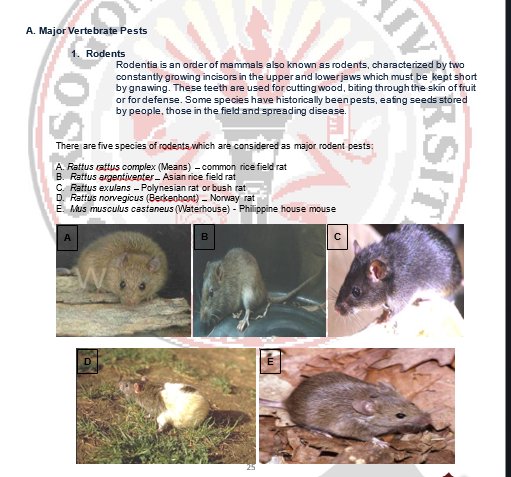 A. Major Vertebrate Pests
1. Rodents
Rodentia is an order of mammals also known as rodents, characterized by two
constantly growing incisors in the upper and lower jaws which must be kept short
by gnawing. These teeth are used for cutting wood, biting through the skin of fruit
or for defense. Some species have historically been pests, eating seeds stored
by people, those in the field and spreading disease.
There are five species of rodents which are considered as major rodent pests:
A. Rattus rattus complex (Means) – common rice field rat
B. Rattus argentiventer – Asian rice field rat
C. Rattus exulans – Polynesian rat or bush rat
D. Rattus norvegicus (Berkenhont) – Norway rat
E. Mus musculus castaneus (Waterhouse) - Philippine house mouse
A B C
D E
25